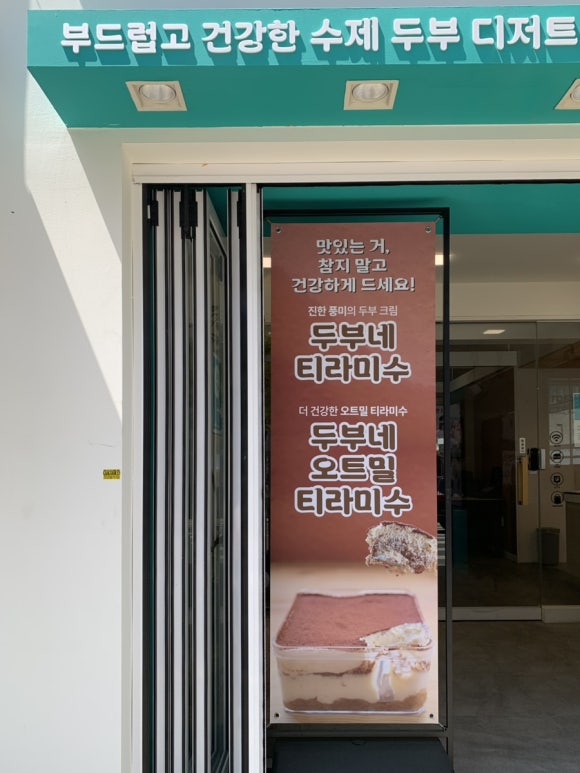 부드럽고 건강한 수제 두부 디저트
맛있는 거,
참지 말고
건강하게 드세요!
진한 풍미의 두부 크림
두부네
티라미수
더 건강한 오트밀 티라미수
두부네
오트밀
티라미수